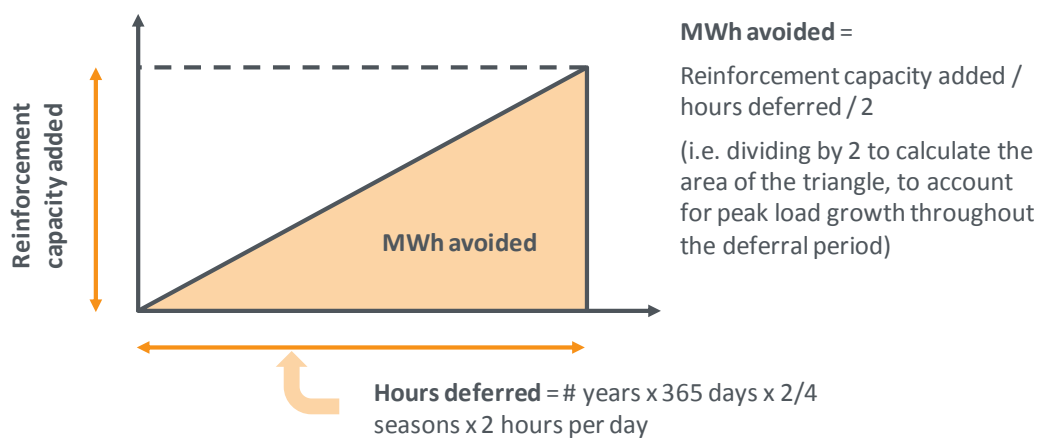 MWh avoided =
Reinforcement capacity added /
hours deferred / 2
(i.e. dividing by 2 to calculate the
area of the triangle, to account
for peak load growth throughout
the deferral period)
Reinforcement
capacity added
MWh avoided
Hours deferred = # years x 365 days x 2/4
seasons x 2 hours per day